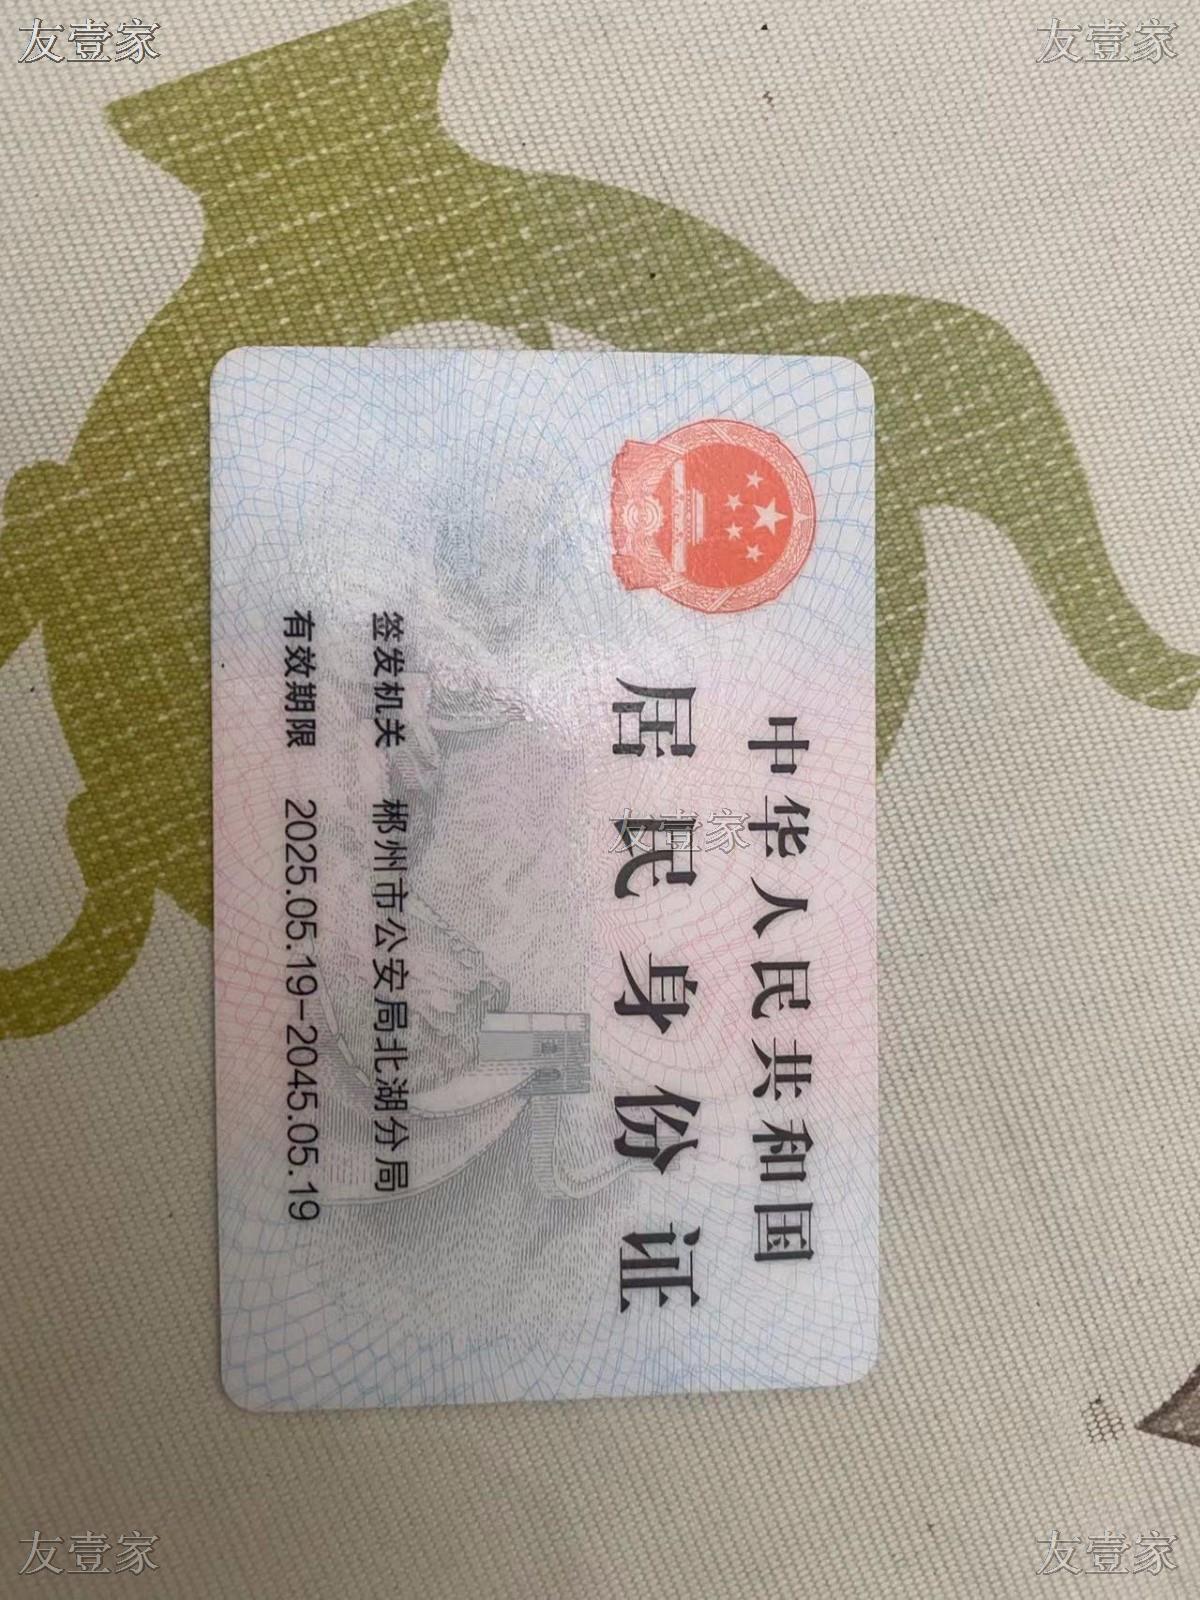 友壹家
友壹家
中华人民共和国
居民身份证
友壹家
签发机关 郴州市公安局北湖分局
有效期限 2025.05.19-2045.05.19
友壹家
友壹家